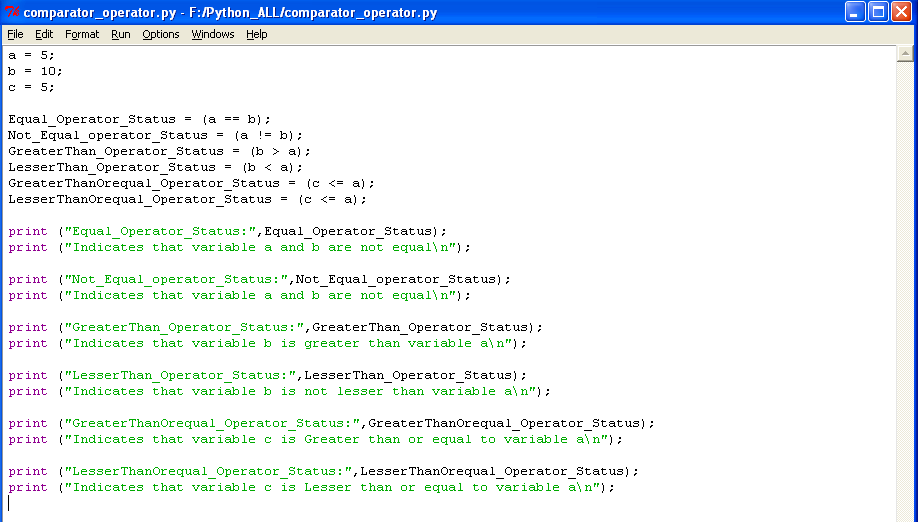 comparator_operator.py - F:/Python_ALL/comparator_operator.py
File Edit Format Run Options Windows Help
a = 5;
b = 10;
c = 5;
Equal_Operator_Status = (a == b);
Not_Equal_operator_Status = (a != b);
GreaterThan_Operator_Status = (b > a);
LesserThan_Operator_Status = (b < a);
GreaterThanOrequal_Operator_Status = (c <= a);
LesserThanOrequal_Operator_Status = (c <= a);
print ("Equal_Operator_Status:",Equal_Operator_Status);
print ("Indicates that variable a and b are not equal\n");
print ("Not_Equal_operator_Status:",Not_Equal_operator_Status);
print ("Indicates that variable a and b are not equal\n");
print ("GreaterThan_Operator_Status:",GreaterThan_Operator_Status);
print ("Indicates that variable b is greater than variable a\n");
print ("LesserThan_Operator_Status:",LesserThan_Operator_Status);
print ("Indicates that variable b is not lesser than variable a\n");
print ("GreaterThanOrequal_Operator_Status:",GreaterThanOrequal_Operator_Status);
print ("Indicates that variable c is Greater than or equal to variable a\n");
print ("LesserThanOrequal_Operator_Status:",LesserThanOrequal_Operator_Status);
print ("Indicates that variable c is Lesser than or equal to variable a\n");